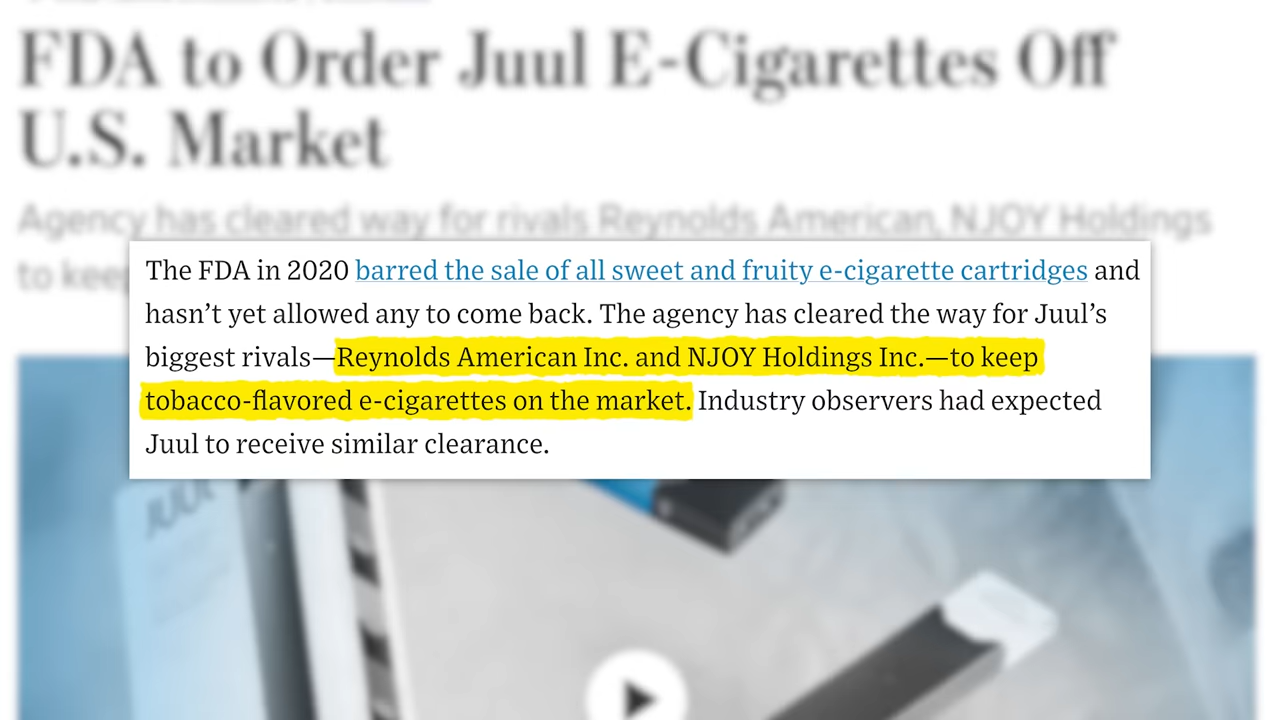 FDA to Order Juul E-Cigarettes Off
U.S. Market
Agency has cleared way for rivals Reynolds American, NJOY Holdings
to keep
The FDA in 2020 barred the sale of all sweet and fruity e-cigarette cartridges and
hasn’t yet allowed any to come back. The agency has cleared the way for Juul’s
biggest rivals—Reynolds American Inc. and NJOY Holdings Inc.—to keep
tobacco-flavored e-cigarettes on the market. Industry observers had expected
Juul to receive similar clearance.
JUUL